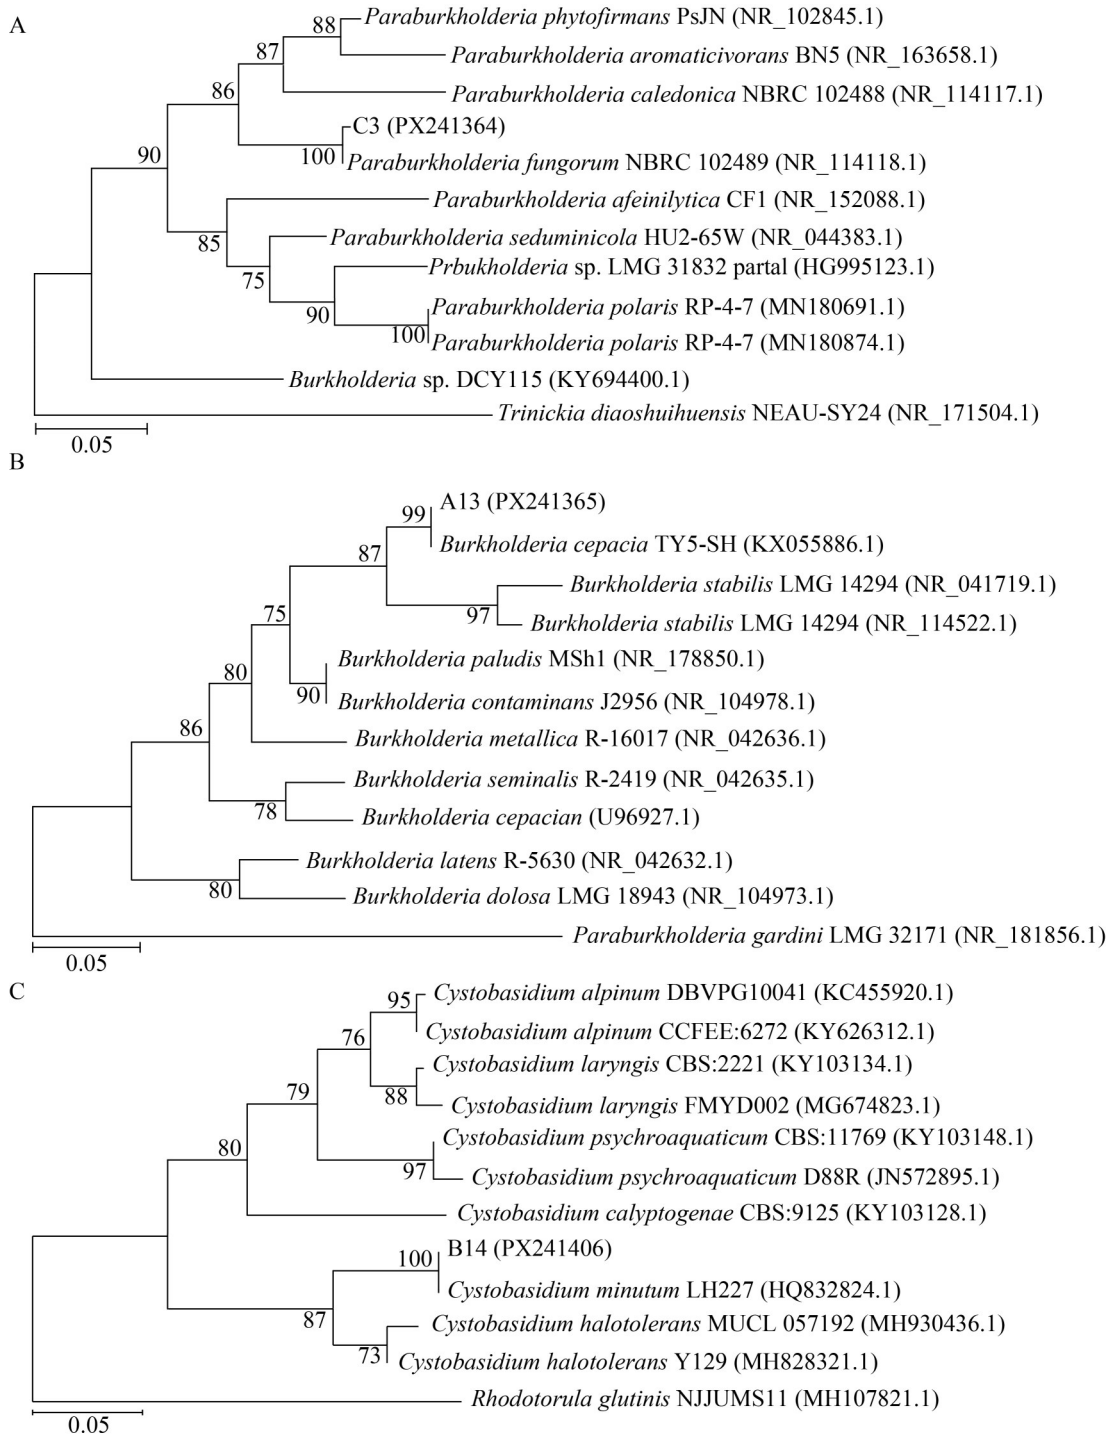 A
88 Paraburkholderia phytofirmans PsJN (NR_102845.1)
87 Paraburkholderia aromaticivorans BN5 (NR_163658.1)
86 Paraburkholderia caledonica NBRC 102488 (NR_114117.1)
C3 (PX241364)
90
100 Paraburkholderia fungorum NBRC 102489 (NR_114118.1)
Paraburkholderia afeinilytica CF1 (NR_152088.1)
85 Paraburkholderia seduminicola HU2-65W (NR_044383.1)
75 Prbukholderia sp. LMG 31832 partal (HG995123.1)
90 Paraburkholderia polaris RP-4-7 (MN180691.1)
100 Paraburkholderia polaris RP-4-7 (MN180874.1)
Burkholderia sp. DCY115 (KY694400.1)
Trinickia diaoshuihuensis NEAU-SY24 (NR_171504.1)
0.05
B
A13 (PX241365)
99
87 Burkholderia cepacia TY5-SH (KX055886.1)
Burkholderia stabilis LMG 14294 (NR_041719.1)
75 97 Burkholderia stabilis LMG 14294 (NR_114522.1)
80 Burkholderia paludis MSh1 (NR_178850.1)
90 Burkholderia contaminans J2956 (NR_104978.1)
86 Burkholderia metallica R-16017 (NR_042636.1)
Burkholderia seminalis R-2419 (NR_042635.1)
78 Burkholderia cepacian (U96927.1)
Burkholderia latens R-5630 (NR_042632.1)
80 Burkholderia dolosa LMG 18943 (NR_104973.1)
Paraburkholderia gardini LMG 32171 (NR_181856.1)
0.05
C
95 Cystobasidium alpinum DBVPG10041 (KC455920.1)
76 Cystobasidium alpinum CCFEE:6272 (KY626312.1)
Cystobasidium laryngis CBS:2221 (KY103134.1)
79 88 Cystobasidium laryngis FMYD002 (MG674823.1)
Cystobasidium psychroaquaticum CBS:11769 (KY103148.1)
80 97 Cystobasidium psychroaquaticum D88R (JN572895.1)
Cystobasidium calyptogenae CBS:9125 (KY103128.1)
B14 (PX241406)
100
Cystobasidium minutum LH227 (HQ832824.1)
87 Cystobasidium halotolerans MUCL 057192 (MH930436.1)
73 Cystobasidium halotolerans Y129 (MH828321.1)
Rhodotorula glutinis NJJUMS11 (MH107821.1)
0.05